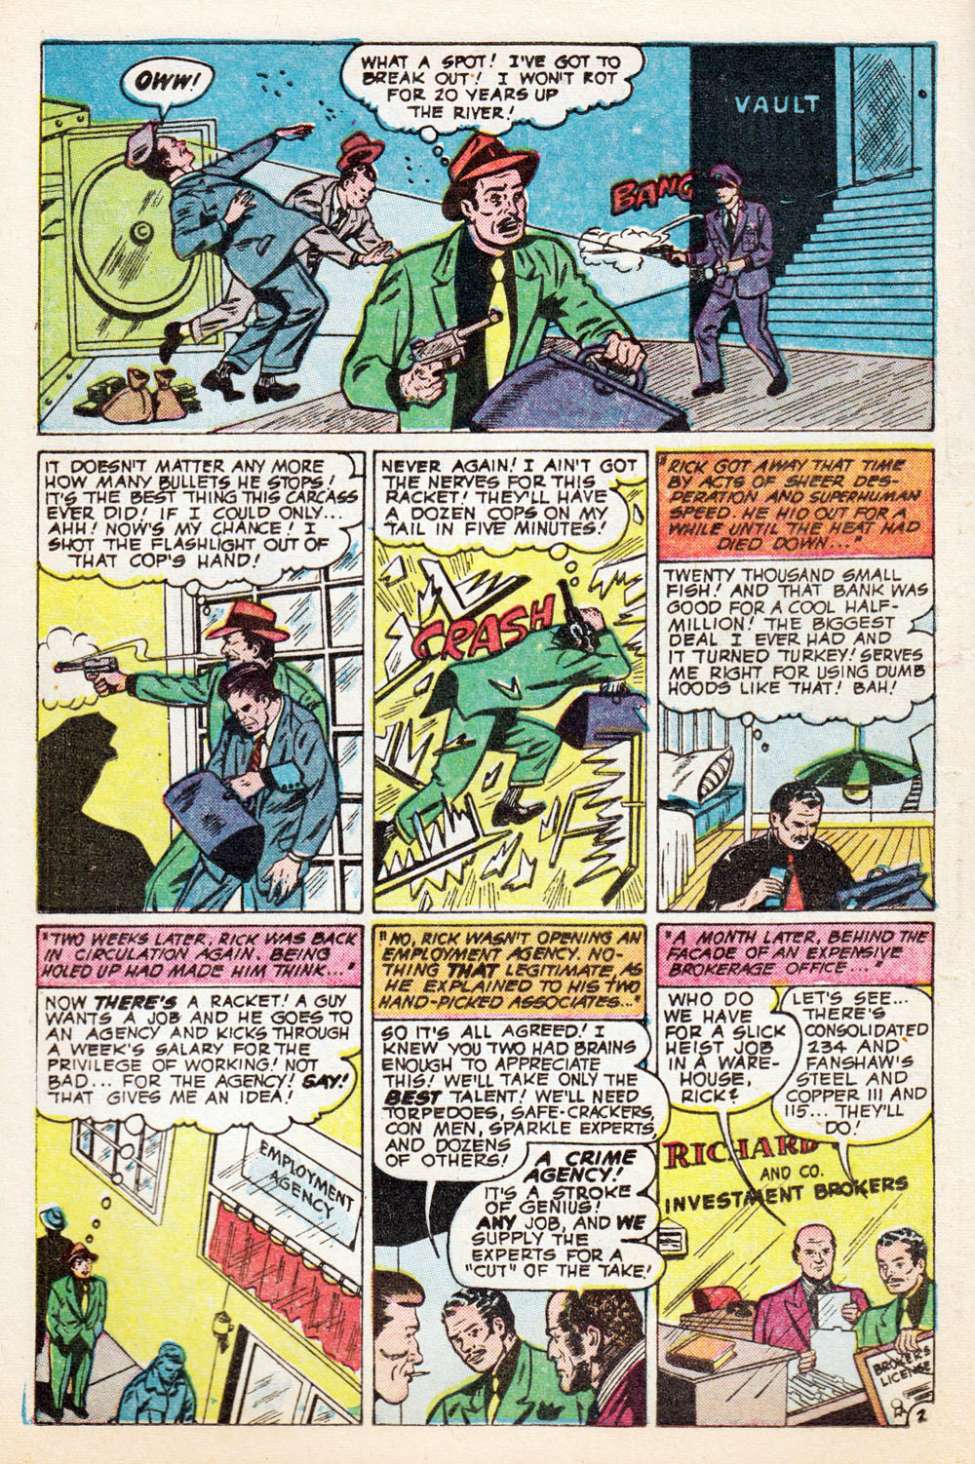 OWW!
WHAT A SPOT! I'VE GOT TO
BREAK OUT! I WON'T ROT
FOR 20 YEARS UP
THE RIVER!
VAULT
BANG
IT DOESN'T MATTER ANY MORE
HOW MANY BULLETS HE STOPS!
IT'S THE BEST THING THIS CARCASS
EVER DID! IF I COULD ONLY...
AHH! NOW'S MY CHANCE! I
SHOT THE FLASHLIGHT OUT OF
THAT COP'S HAND!
NEVER AGAIN! I AIN'T GOT
THE NERVES FOR THIS
RACKET! THEY'LL HAVE
A DOZEN COPS ON MY
TAIL IN FIVE MINUTES!
CRASH
"RICK GOT AWAY THAT TIME
BY ACTS OF SHEER DES-
PERATION AND SUPERHUMAN
SPEED. HE HID OUT FOR A
WHILE UNTIL THE HEAT HAD
DIED DOWN..."
TWENTY THOUSAND SMALL
FISH! AND THAT BANK WAS
GOOD FOR A COOL HALF-
MILLION! THE BIGGEST
DEAL I EVER HAD AND
IT TURNED TURKEY! SERVES
ME RIGHT FOR USING DUMB
HOODS LIKE THAT! BAH!
"TWO WEEKS LATER, RICK WAS BACK
IN CIRCULATION AGAIN. BEING
HOLED UP HAD MADE HIM THINK..."
NOW THERE'S A RACKET! A GUY
WANTS A JOB AND HE GOES TO
AN AGENCY AND KICKS THROUGH
A WEEK'S SALARY FOR THE
PRIVILEGE OF WORKING! NOT
BAD... FOR THE AGENCY! SAY!
THAT GIVES ME AN IDEA!
EMPLOYMENT
AGENCY
"NO, RICK WASN'T OPENING AN
EMPLOYMENT AGENCY. NO-
THING THAT LEGITIMATE, AS
HE EXPLAINED TO HIS TWO
HAND-PICKED ASSOCIATES..."
SO IT'S ALL AGREED! I
KNEW YOU TWO HAD BRAINS
ENOUGH TO APPRECIATE
THIS! WE'LL TAKE ONLY THE
BEST TALENT! WE'LL NEED
TORPEDOES, SAFE-CRACKERS,
CON MEN, SPARKLE EXPERTS,
AND DOZENS
OF OTHERS!
A CRIME
AGENCY!
IT'S A STROKE
OF GENIUS!
ANY JOB, AND WE
SUPPLY THE
EXPERTS FOR A
"CUT" OF THE TAKE!
"A MONTH LATER, BEHIND THE
FACADE OF AN EXPENSIVE
BROKERAGE OFFICE...."
WHO DO
WE HAVE
FOR A SLICK
HEIST JOB
IN A WARE-
HOUSE,
RICK?
LET'S SEE...
THERE'S
CONSOLIDATED
234 AND
FANSHAW'S
STEEL AND
COPPER 111 AND
115... THEY'LL
DO!
RICHARD
AND CO.
INVESTMENT BROKERS
BROKER'S
LICENSE
2